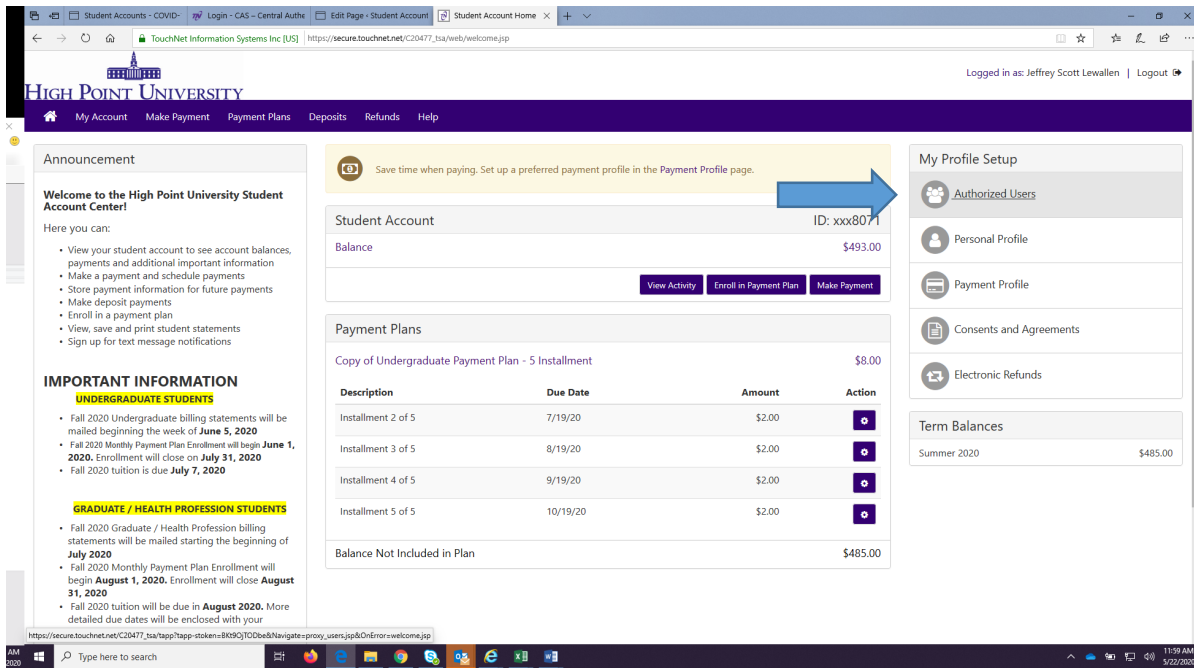 Student Accounts - COVID-
Login - CAS – Central Authe
Edit Page ‹ Student Account
Student Account Home
TouchNet Information Systems Inc [US]
https://secure.touchnet.net/C20477_tsa/web/welcome.jsp
HIGH POINT UNIVERSITY
Logged in as: Jeffrey Scott Lewallen | Logout
My Account Make Payment Payment Plans Deposits Refunds Help
Announcement
Welcome to the High Point University Student
Account Center!
Here you can:
• View your student account to see account balances,
payments and additional important information
• Make a payment and schedule payments
• Store payment information for future payments
• Make deposit payments
• Enroll in a payment plan
• View, save and print student statements
• Sign up for text message notifications
IMPORTANT INFORMATION
UNDERGRADUATE STUDENTS
• Fall 2020 Undergraduate billing statements will be
mailed beginning the week of June 5, 2020
• Fall 2020 Monthly Payment Plan Enrollment will begin June 1,
2020. Enrollment will close on July 31, 2020
• Fall 2020 tuition is due July 7, 2020
GRADUATE / HEALTH PROFESSION STUDENTS
• Fall 2020 Graduate / Health Profession billing
statements will be mailed starting the beginning of
July 2020
• Fall 2020 Monthly Payment Plan Enrollment will
begin August 1, 2020. Enrollment will close August
31, 2020
• Fall 2020 tuition will be due in August 2020. More
detailed due dates will be enclosed with your
Save time when paying. Set up a preferred payment profile in the Payment Profile page.
Student Account ID: xxx8071
Balance $493.00
View Activity Enroll in Payment Plan Make Payment
Payment Plans
Copy of Undergraduate Payment Plan - 5 Installment $8.00
Description Due Date Amount Action
Installment 2 of 5 7/19/20 $2.00
Installment 3 of 5 8/19/20 $2.00
Installment 4 of 5 9/19/20 $2.00
Installment 5 of 5 10/19/20 $2.00
Balance Not Included in Plan $485.00
My Profile Setup
Authorized Users
Personal Profile
Payment Profile
Consents and Agreements
Electronic Refunds
Term Balances
Summer 2020 $485.00
https://secure.touchnet.net/C20477_tsa/tapp?tapp-stoken=8Kt9OjTODbe&Navigate=proxy_users.jsp&OnError=welcome.jsp
AM
2020
Type here to search
11:59 AM
5/22/2020